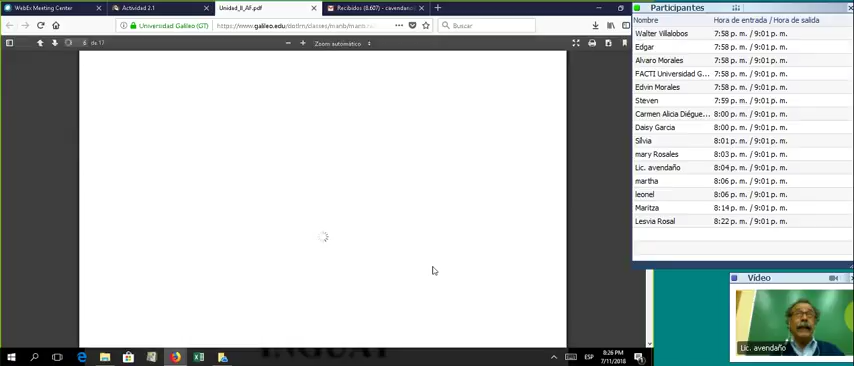 WebEx Meeting Center
Actividad 2.1
Unidad_II_AF.pdf
Recibidos (8.607) - cavendano
Universidad Galileo (GT)
https://www.galileo.edu/dotlrn/classes/manb/
Buscar
6 de 17
Zoom automático
Participantes
Nombre Hora de entrada / Hora de salida
Walter Villalobos 7:58 p. m. / 9:01 p. m.
Edgar 7:58 p. m. / 9:01 p. m.
Alvaro Morales 7:58 p. m. / 9:01 p. m.
FACTI Universidad G... 7:58 p. m. / 9:01 p. m.
Edvin Morales 7:58 p. m. / 9:01 p. m.
Steven 7:59 p. m. / 9:01 p. m.
Carmen Alicia Diégue... 8:00 p. m. / 9:01 p. m.
Daisy Garcia 8:00 p. m. / 9:01 p. m.
Sílvia 8:01 p. m. / 9:01 p. m.
mary Rosales 8:03 p. m. / 9:01 p. m.
Lic. avendaño 8:04 p. m. / 9:01 p. m.
martha 8:06 p. m. / 9:01 p. m.
leonel 8:06 p. m. / 9:01 p. m.
Maritza 8:14 p. m. / 9:01 p. m.
Lesvia Rosal 8:22 p. m. / 9:01 p. m.
Vídeo
Lic. avendaño
INGUAT
ESP
8:26 PM
7/11/2018